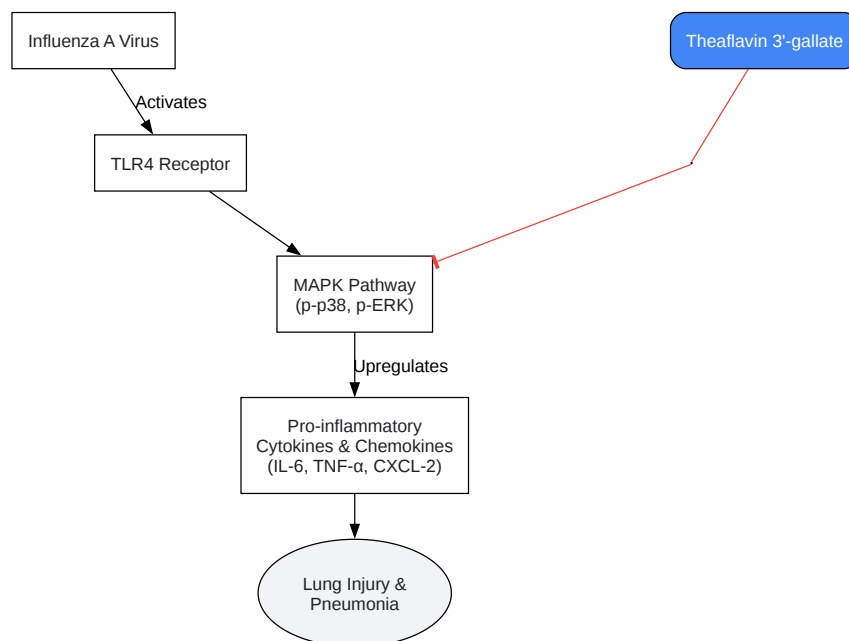 Influenza A Virus
Theaflavin 3'-gallate
Activates
TLR4 Receptor
MAPK Pathway
(p-p38, p-ERK)
Upregulates
Pro-inflammatory
Cytokines & Chemokines
(IL-6, TNF-α, CXCL-2)
Lung Injury &
Pneumonia